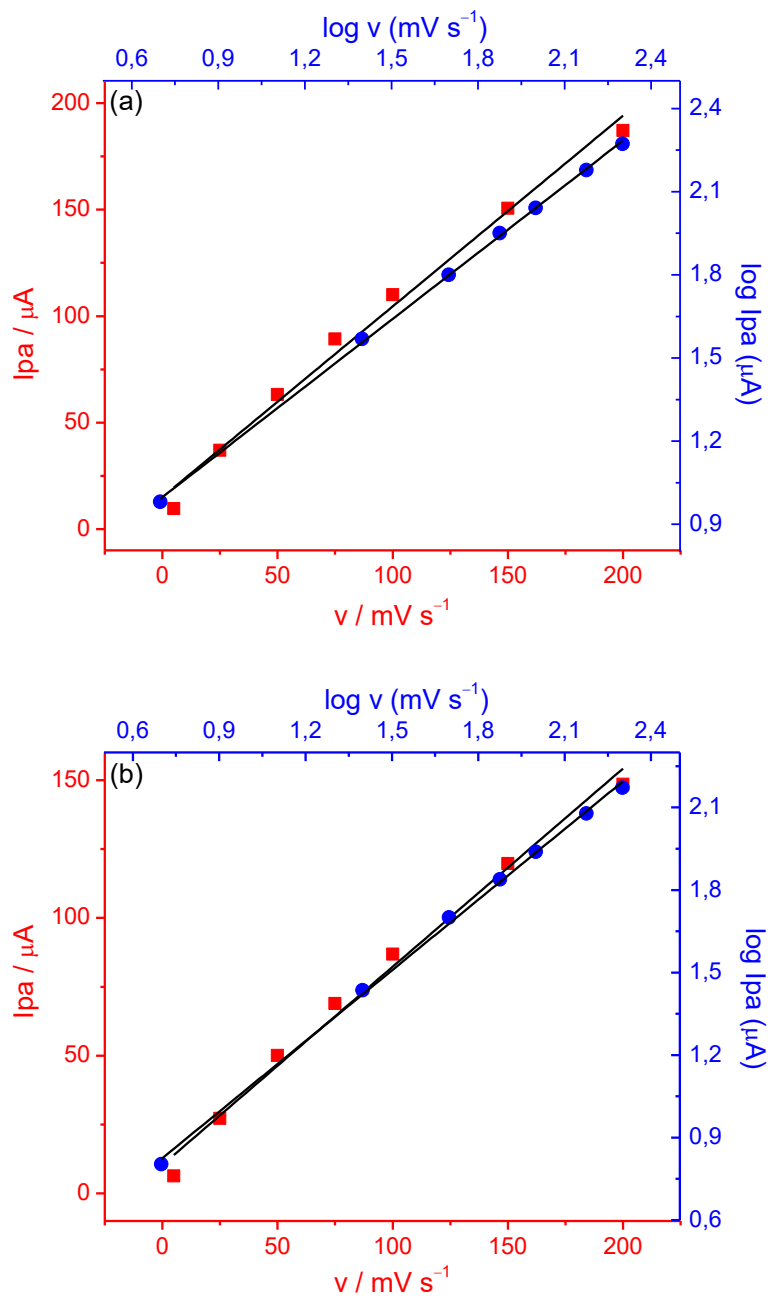 log v (mV s⁻¹)
0,6 0,9 1,2 1,5 1,8 2,1 2,4
(a)
200
150
100
50
0
Ipa / μA
2,4
2,1
1,8
1,5
1,2
0,9
log Ipa (μA)
0 50 100 150 200
v / mV s⁻¹
log v (mV s⁻¹)
0,6 0,9 1,2 1,5 1,8 2,1 2,4
(b)
150
100
50
0
Ipa / μA
2,1
1,8
1,5
1,2
0,9
0,6
log Ipa (μA)
0 50 100 150 200
v / mV s⁻¹